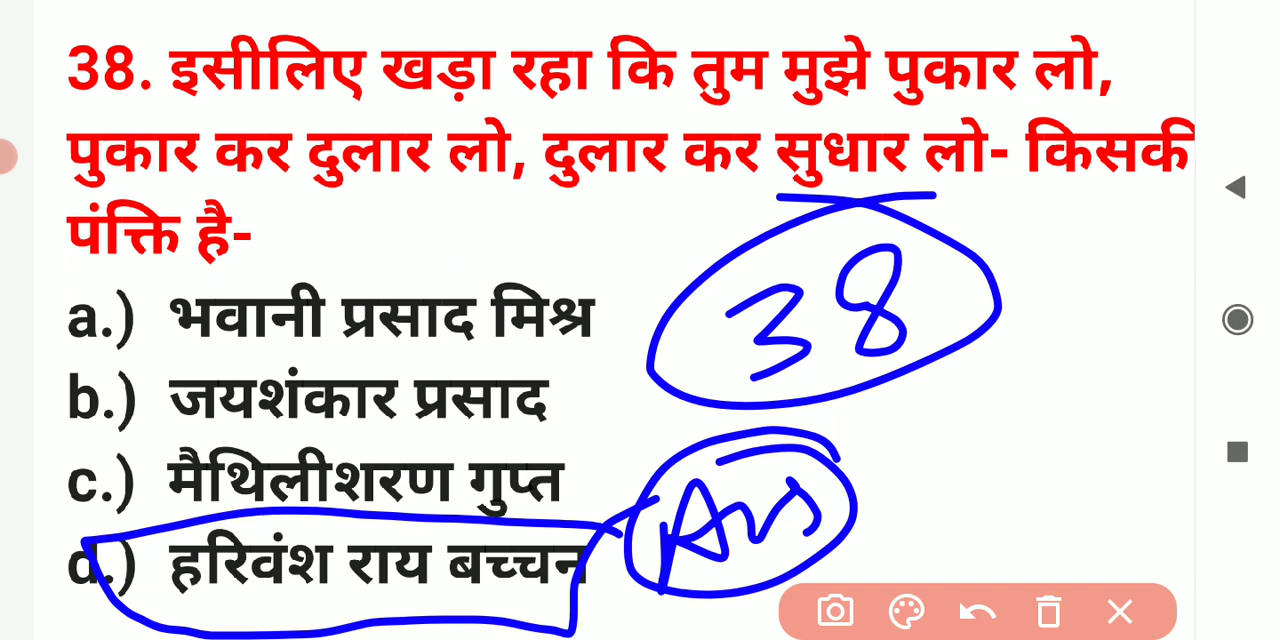 38. इसीलिए खड़ा रहा कि तुम मुझे पुकार लो,
पुकार कर दुलार लो, दुलार कर सुधार लो- किसकी
पंक्ति है-
38
a.) भवानी प्रसाद मिश्र
b.) जयशंकार प्रसाद
c.) मैथिलीशरण गुप्त
Ans
d.) हरिवंश राय बच्चन